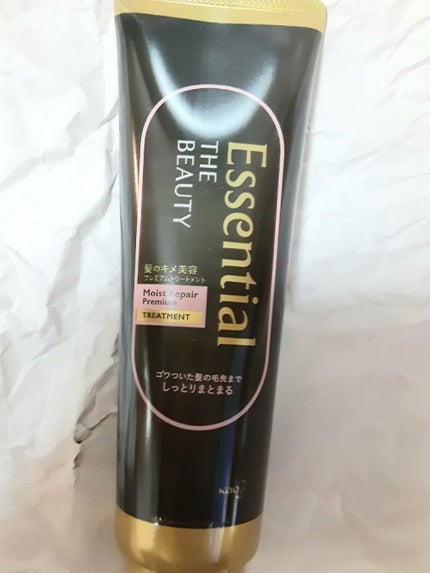 Essential
THE
BEAUTY
髪のキメ美容
プレミアムトリートメント
Moist Repair
Premium
TREATMENT
ゴワついた髪の毛先まで
しっとりまとまる
Kao